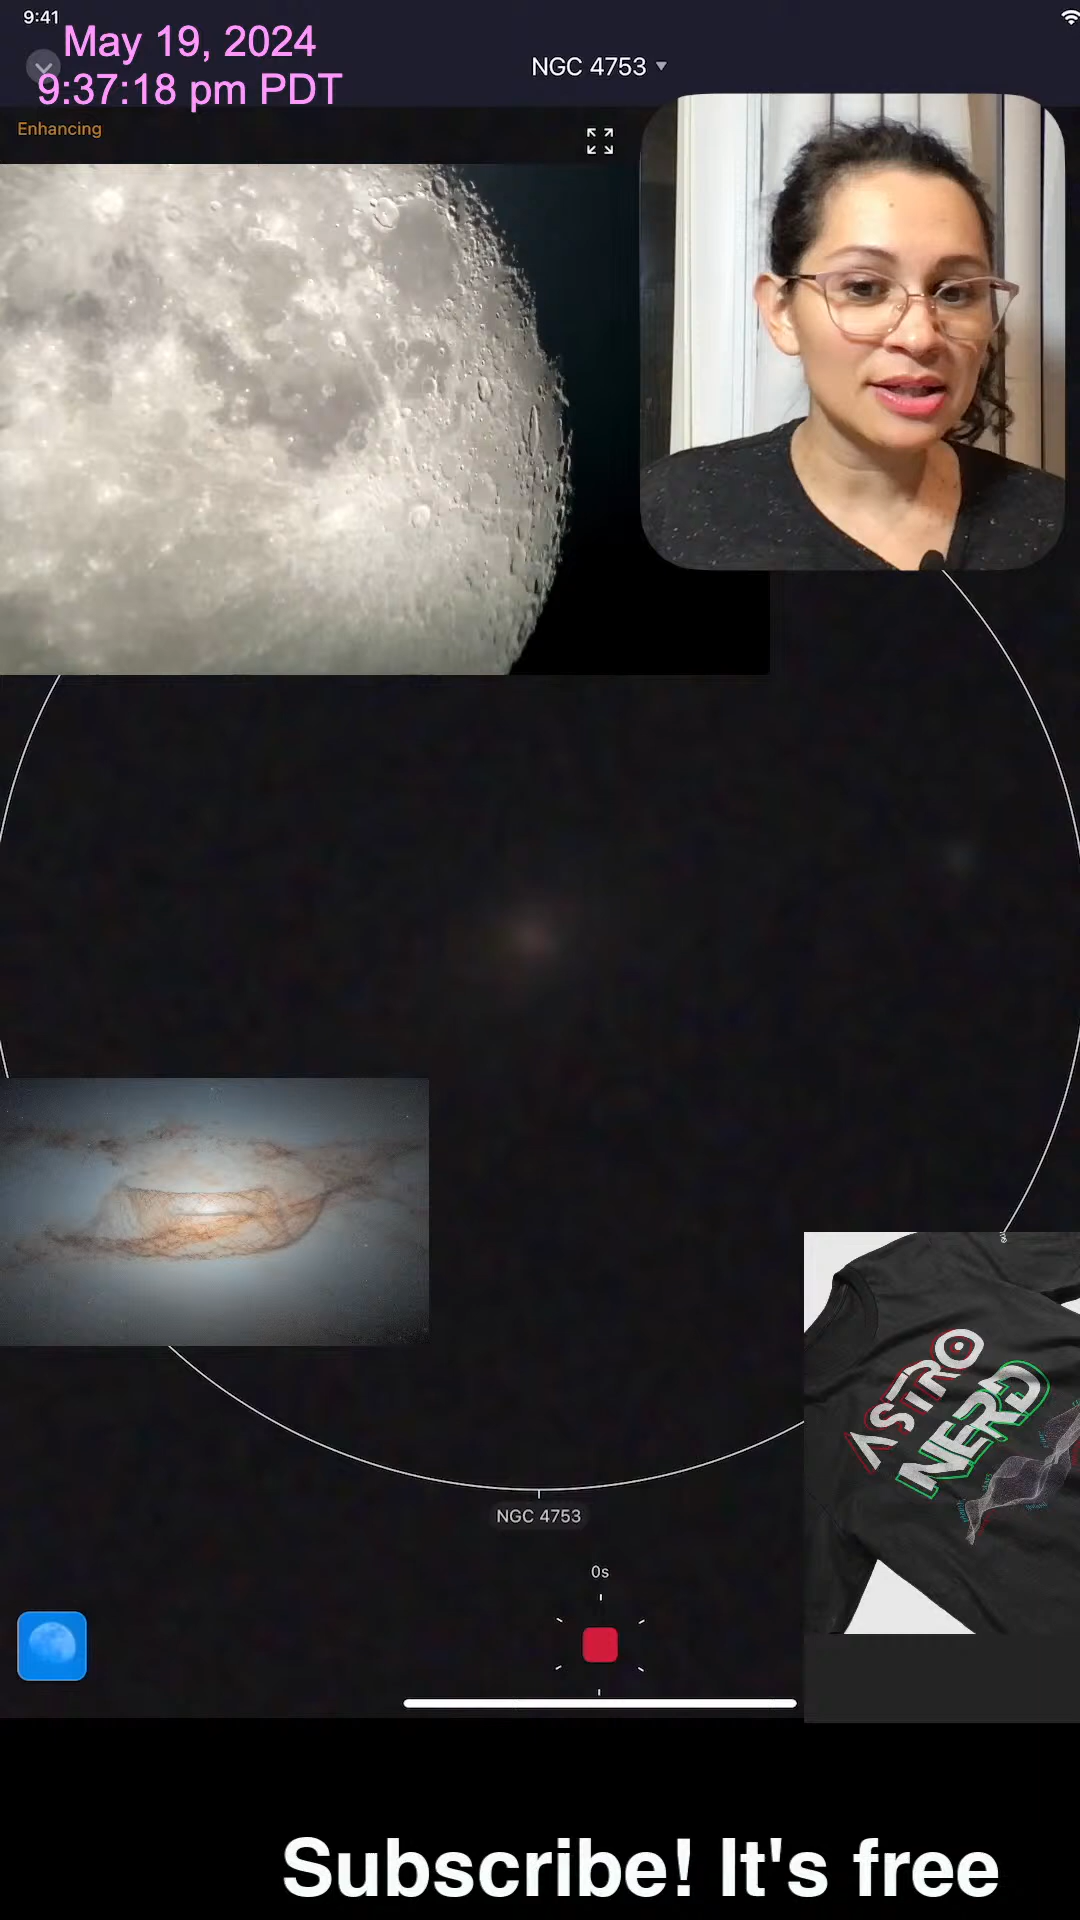 9:41
May 19, 2024
9:37:18 pm PDT
NGC 4753
Enhancing
ASTRO
NERD
NGC 4753
0s
Subscribe! It's free